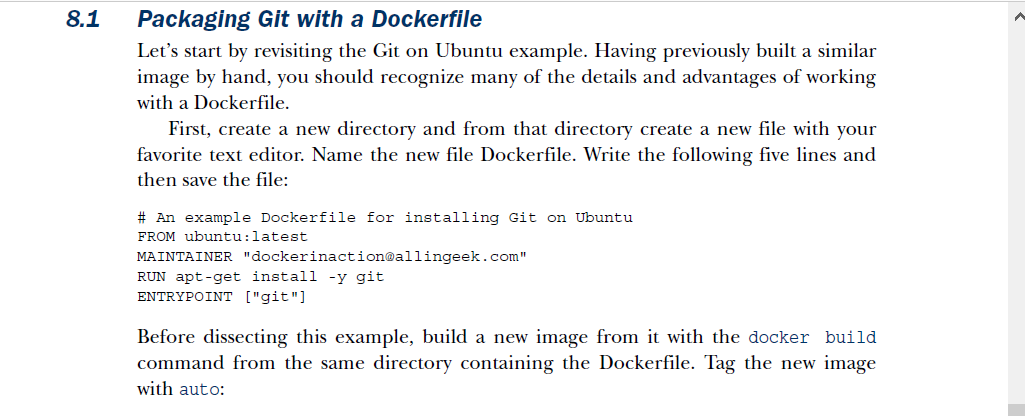 8.1 Packaging Git with a Dockerfile
Let's start by revisiting the Git on Ubuntu example. Having previously built a similar
image by hand, you should recognize many of the details and advantages of working
with a Dockerfile.
First, create a new directory and from that directory create a new file with your
favorite text editor. Name the new file Dockerfile. Write the following five lines and
then save the file:
# An example Dockerfile for installing Git on Ubuntu
FROM ubuntu:latest
MAINTAINER "dockerinaction@allingeek.com"
RUN apt-get install -y git
ENTRYPOINT ["git"]
Before dissecting this example, build a new image from it with the docker build
command from the same directory containing the Dockerfile. Tag the new image
with auto: